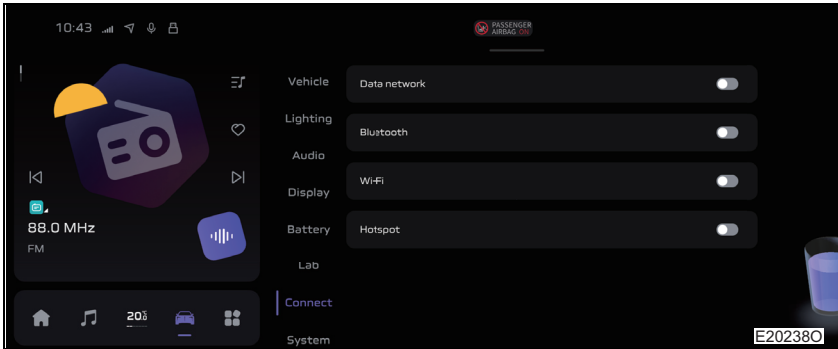 10:43
PASSENGER
AIRBAG ON
Vehicle
Lighting
Audio
Display
Battery
Lab
Connect
System
Data network
Bluetooth
Wi-Fi
Hotspot
88.0 MHz
FM
20.5
E20238O